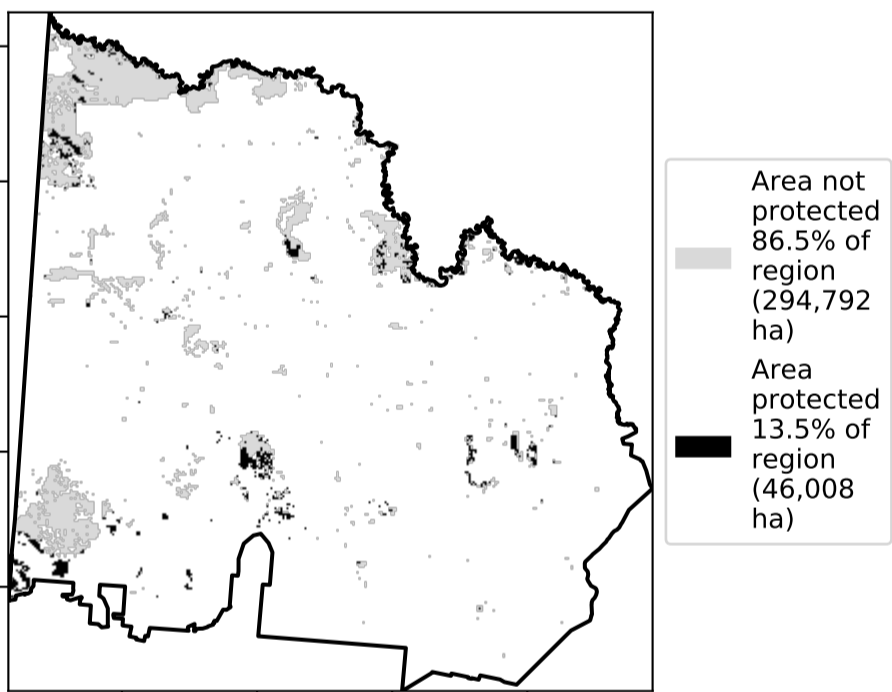 Area not
protected
86.5% of
region
(294,792
ha)
Area
protected
13.5% of
region
(46,008
ha)